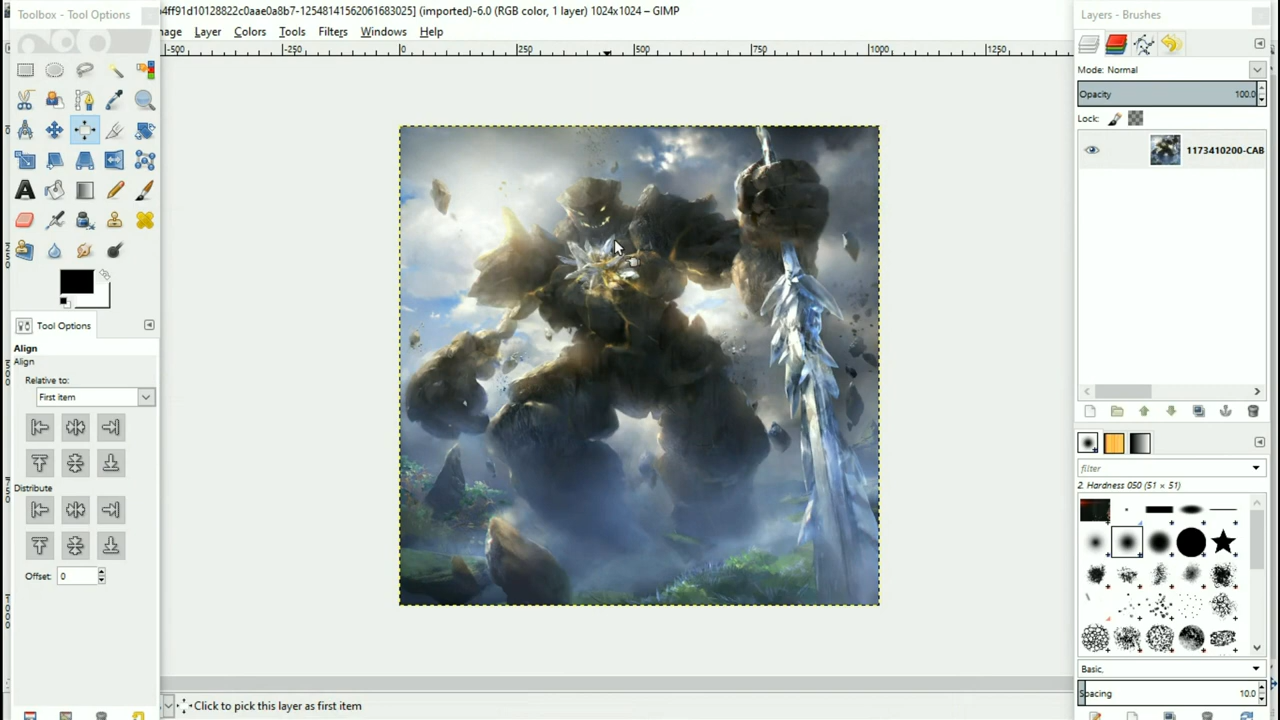 Toolbox - Tool Options
4ff91d10128822c0aae0a8b7-12548141562061683025] (imported)-6.0 (RGB color, 1 layer) 1024x1024 – GIMP
Layers - Brushes
mage Layer Colors Tools Filters Windows Help
-500 -250 0 250 500 750 1000 1250
Mode: Normal
Opacity 100.0
Lock:
1173410200-CAB
Tool Options
Align
Align
Relative to:
First item
Distribute
Offset: 0
filter
2. Hardness 050 (51 × 51)
Basic,
Spacing 10.0
Click to pick this layer as first item